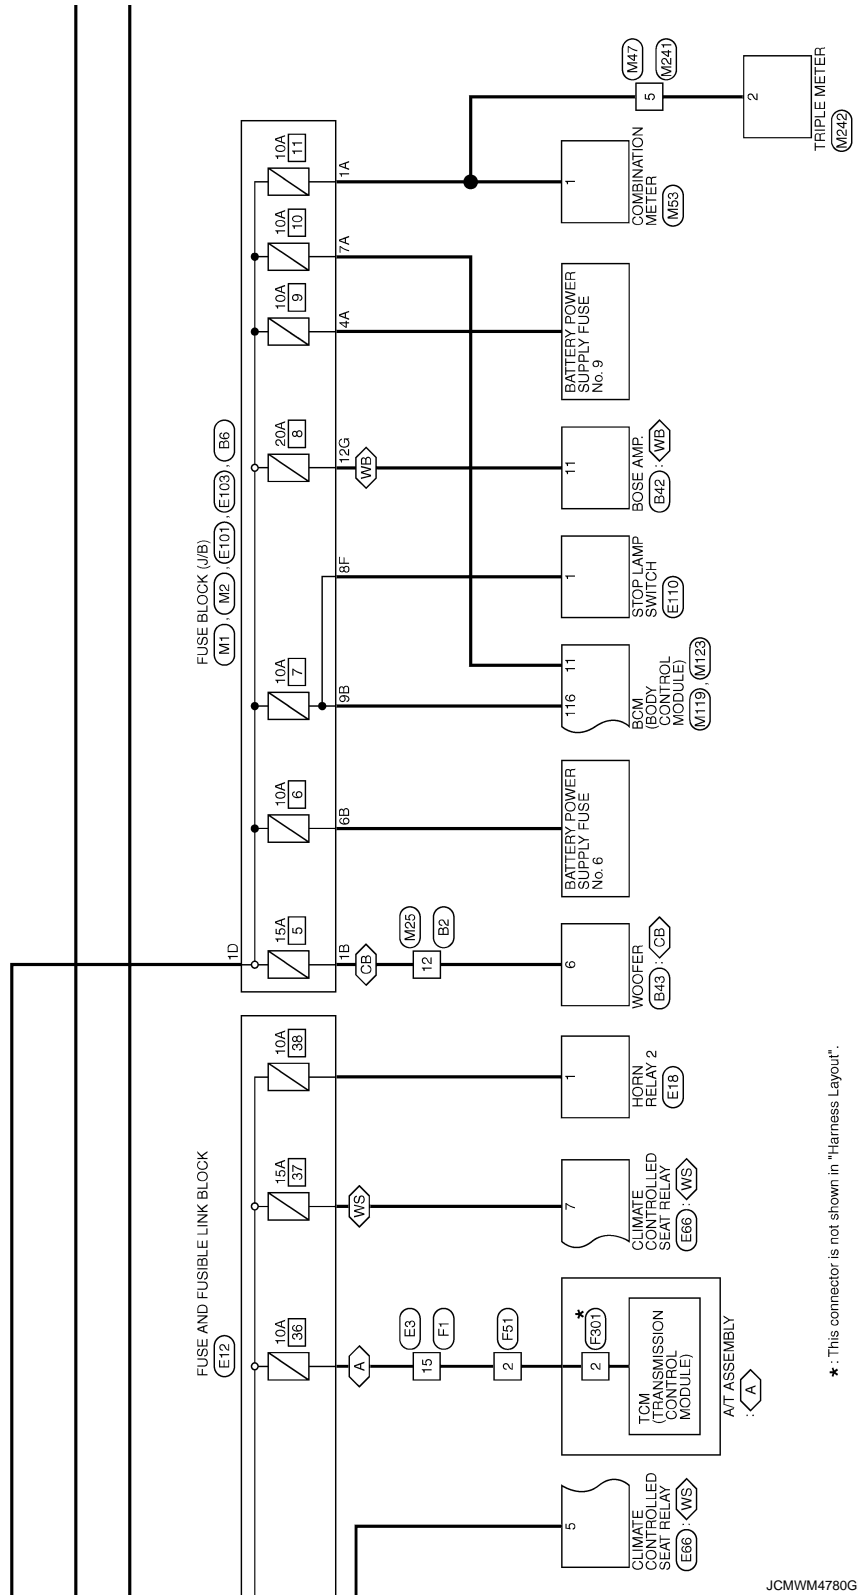 FUSE AND FUSIBLE LINK BLOCK
E12
10A
36
15A
37
10A
38
A
WS
E3
F1
15
F51
2
*
F301
2
TCM
(TRANSMISSION
CONTROL
MODULE)
A/T ASSEMBLY
: A
5
CLIMATE
CONTROLLED
SEAT RELAY
E66 : WS
7
CLIMATE
CONTROLLED
SEAT RELAY
E66 : WS
1
HORN
RELAY 2
E18
FUSE BLOCK (J/B)
M1 , M2 , E101 , E103 , B6
1D
15A
5
10A
6
10A
7
20A
8
10A
9
10A
10
10A
11
1B
6B
9B
8F
12G
4A
7A
1A
CB
WB
M25
B2
12
6
WOOFER
B43 : CB
BATTERY POWER
SUPPLY FUSE
No. 6
116
11
BCM
(BODY
CONTROL
MODULE)
M119 , M123
1
STOP LAMP
SWITCH
E110
11
BOSE AMP.
B42 : WB
BATTERY POWER
SUPPLY FUSE
No. 9
1
COMBINATION
METER
M53
M47
M241
5
2
TRIPLE METER
M242
* : This connector is not shown in "Harness Layout".
JCMWM4780G